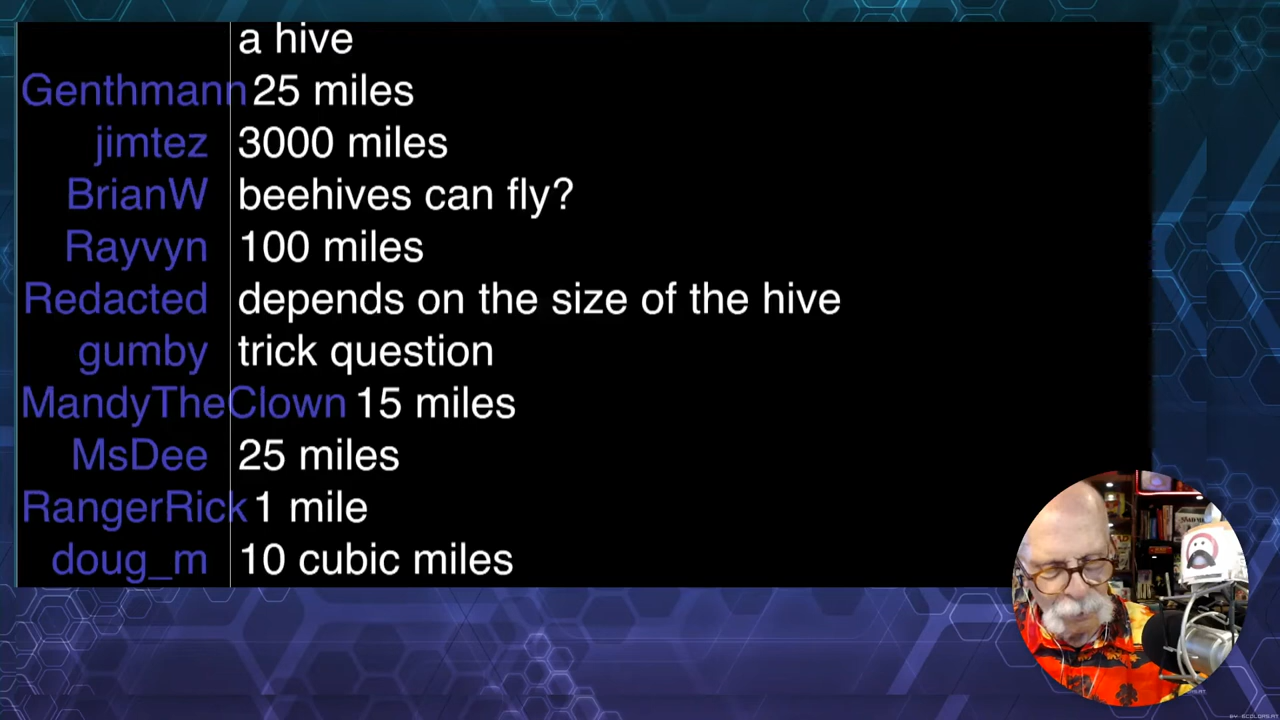 a hive
Genthmann 25 miles
jimtez 3000 miles
BrianW beehives can fly?
Rayvyn 100 miles
Redacted depends on the size of the hive
gumby trick question
MandyTheClown 15 miles
MsDee 25 miles
RangerRick 1 mile
doug_m 10 cubic miles